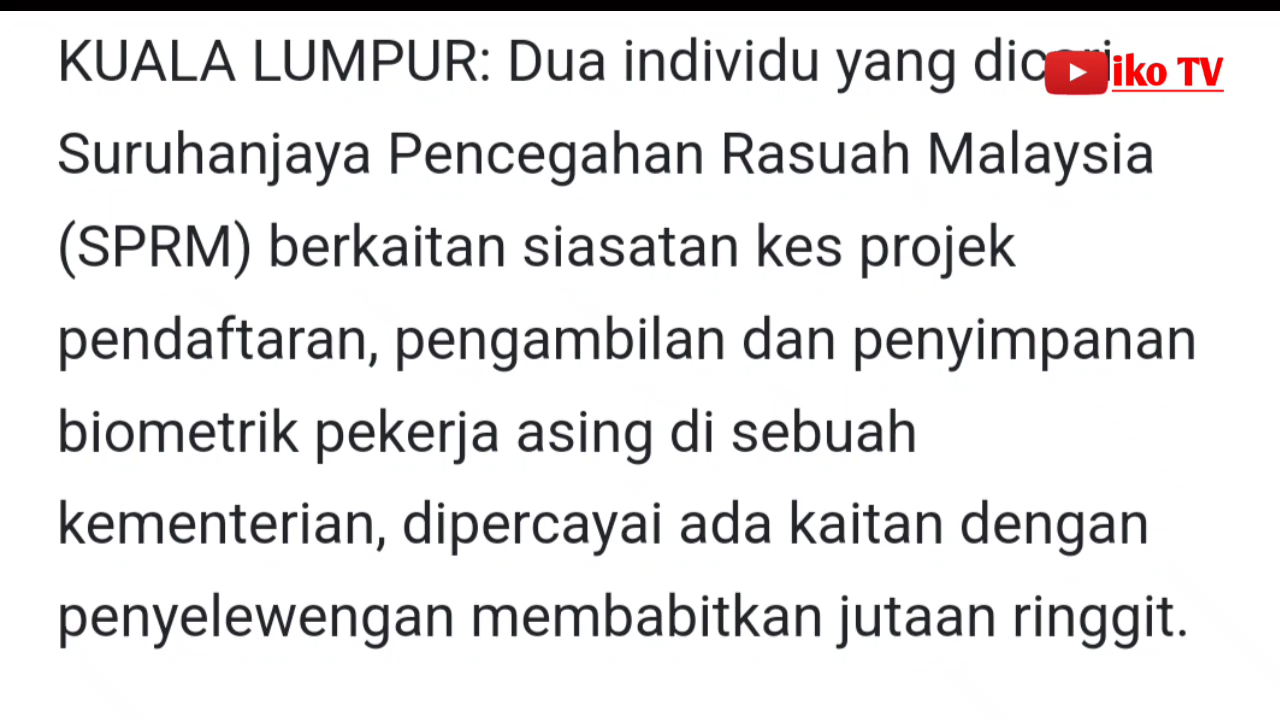 KUALA LUMPUR: Dua individu yang
iko TV
Suruhanjaya Pencegahan Rasuah Malaysia
(SPRM) berkaitan siasatan kes projek
pendaftaran, pengambilan dan penyimpanan
biometrik pekerja asing di sebuah
kementerian, dipercayai ada kaitan dengan
penyelewengan membabitkan jutaan ringgit.